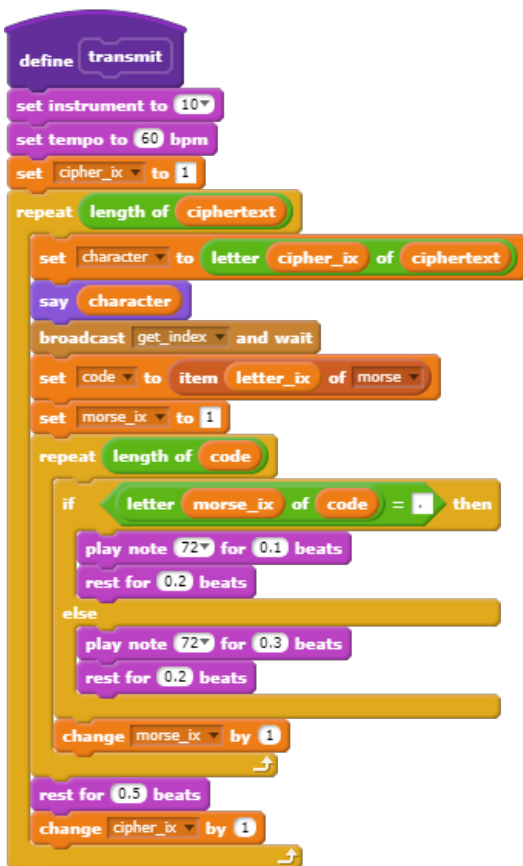 define transmit
set instrument to 10
set tempo to 60 bpm
set cipher_ix to 1
repeat length of ciphertext
set character to letter cipher_ix of ciphertext
say character
broadcast get_index and wait
set code to item letter_ix of morse
set morse_ix to 1
repeat length of code
if letter morse_ix of code = . then
play note 72 for 0.1 beats
rest for 0.2 beats
else
play note 72 for 0.3 beats
rest for 0.2 beats
change morse_ix by 1
rest for 0.5 beats
change cipher_ix by 1